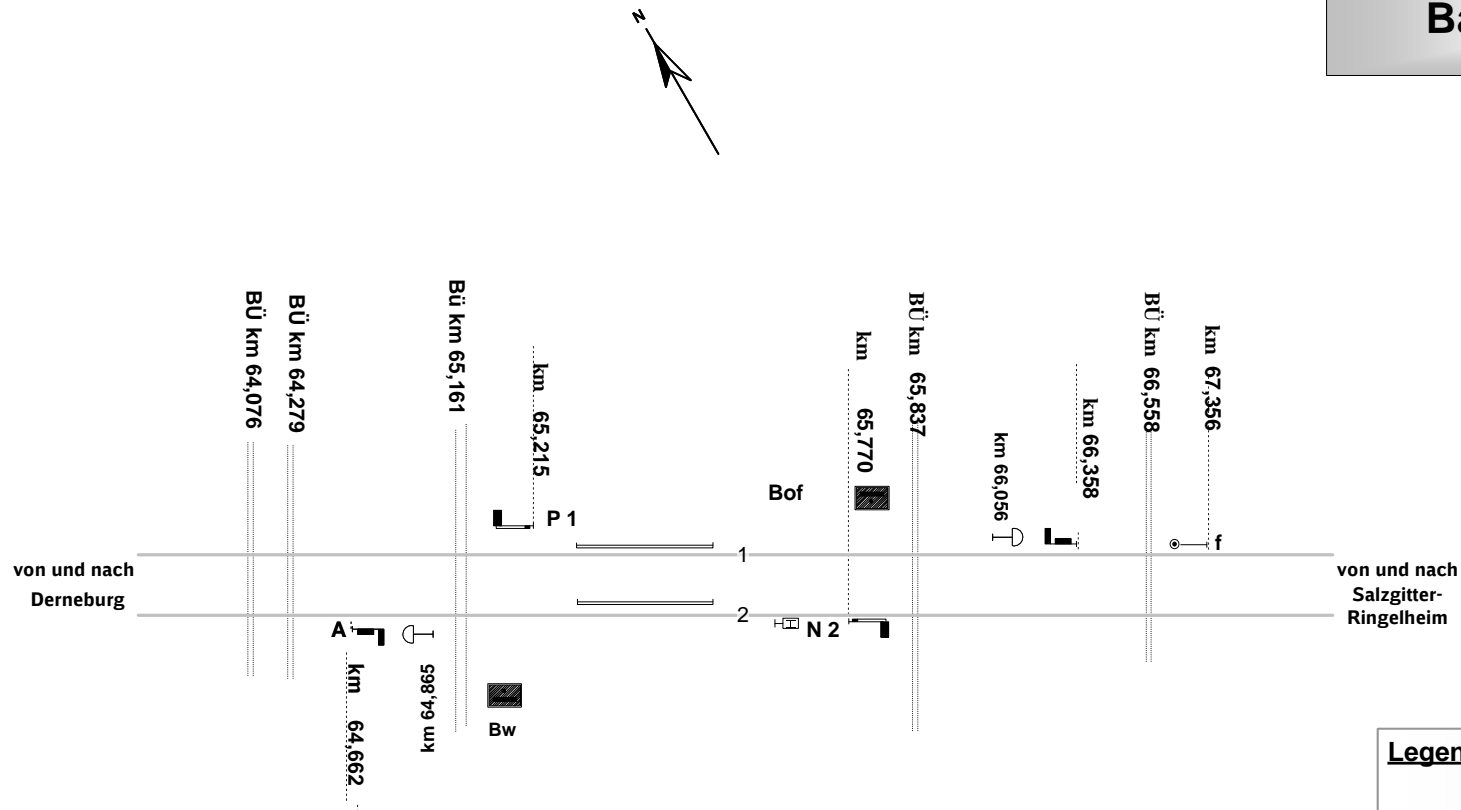 Ba
N
BÜ km 64,076
BÜ km 64,279
Bü km 65,161
km 65,215
km 65,770
BÜ km 65,837
km 66,056
km 66,358
BÜ km 66,558
km 67,356
Bof
P 1
f
1
von und nach
Derneburg
von und nach
Salzgitter-
Ringelheim
2
A
N 2
km 64,662
km 64,865
Bw
Legen